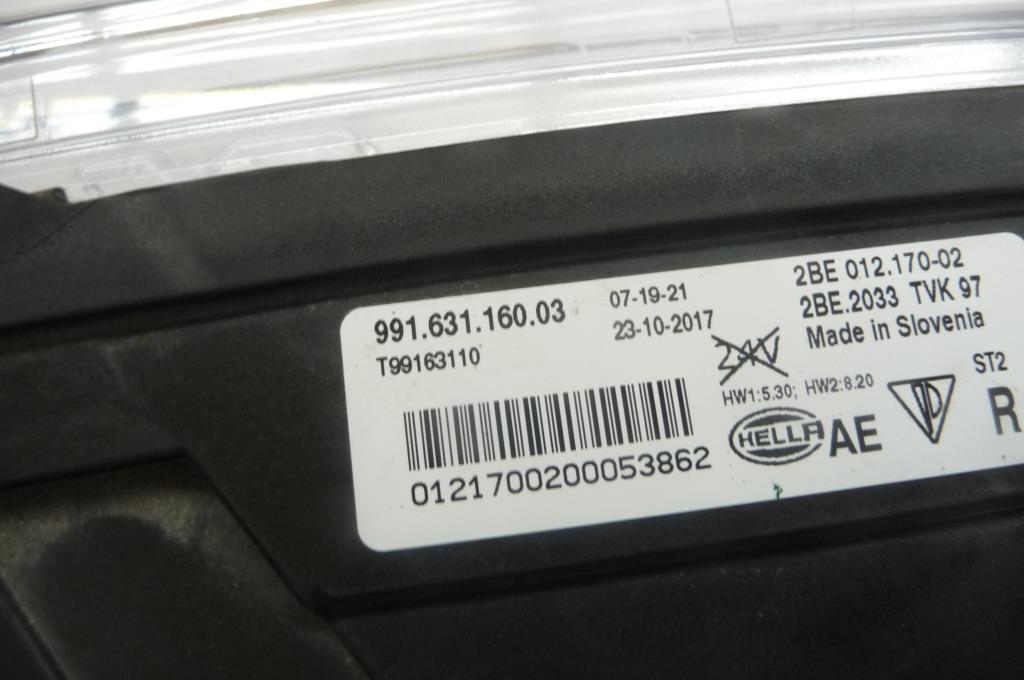 991.631.160.03
T99163110
07-19-21
23-10-2017
2BE 012.170-02
2BE.2033 TVK 97
Made in Slovenia
24V
HW1:5.30; HW2:8.20
ST2
HELLA
AE
R
0121700200053862